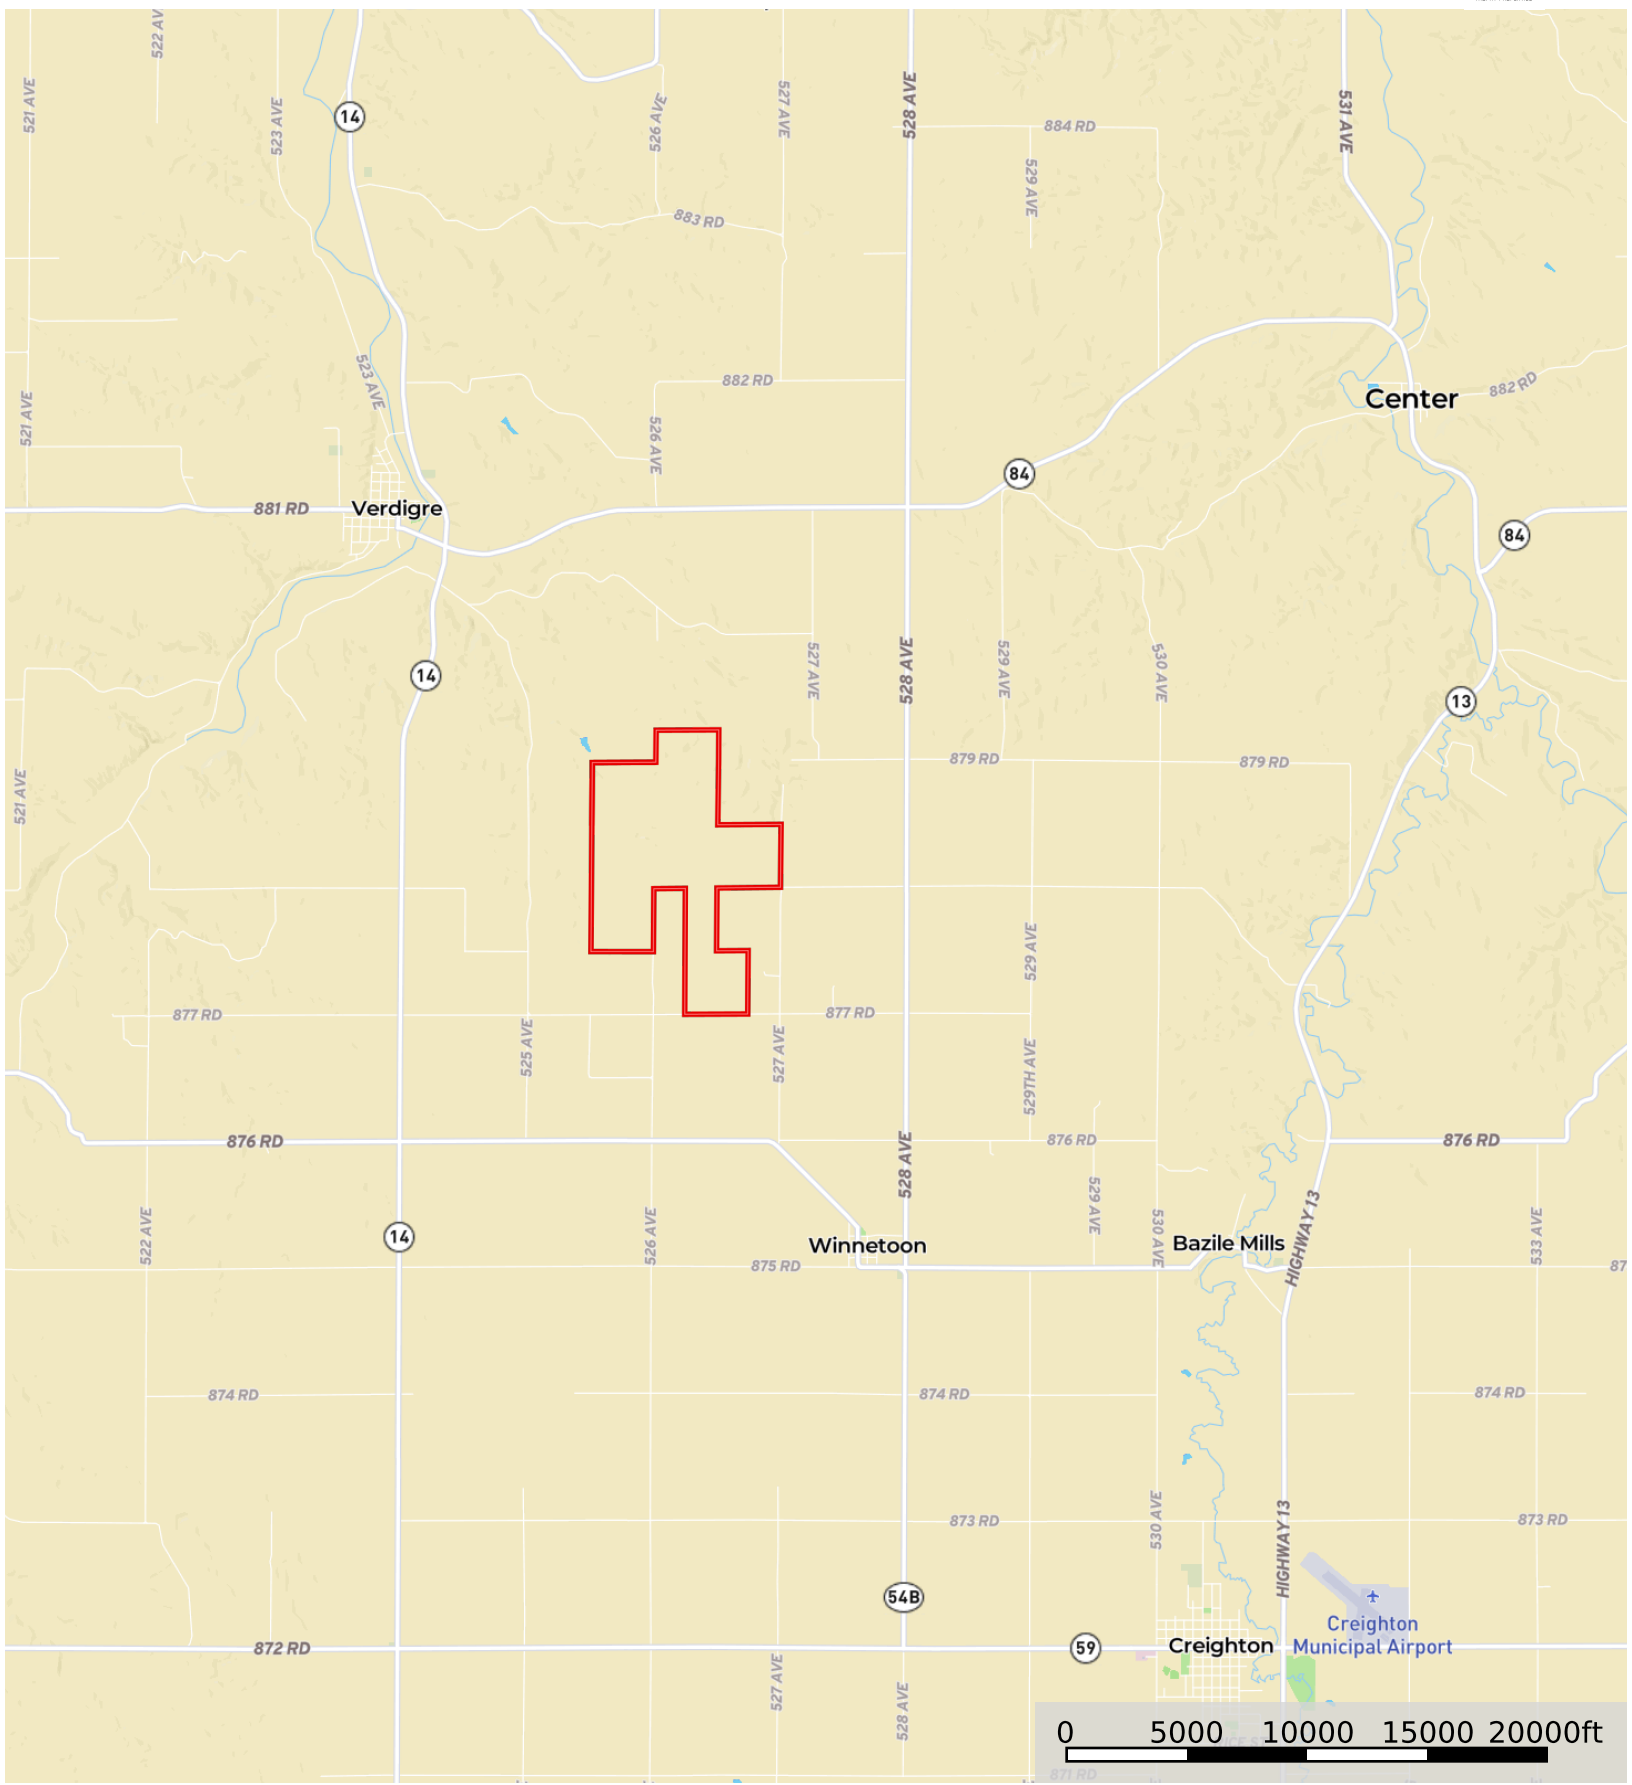 522 AV
521 AVE
523 AVE
14
526 AVE
527 AVE
528 AVE
884 RD
529 AVE
531 AVE
883 RD
523 AVE
882 RD
Center
882 RD
521 AVE
526 AVE
84
881 RD
Verdigre
84
14
527 AVE
528 AVE
529 AVE
530 AVE
13
521 AVE
879 RD
879 RD
529 AVE
877 RD
877 RD
525 AVE
527 AVE
529TH AVE
876 RD
876 RD
876 RD
528 AVE
522 AVE
14
526 AVE
529 AVE
530 AVE
533 AVE
Winnetoon
Bazile Mills
HIGHWAY 13
875 RD
87
874 RD
874 RD
874 RD
873 RD
530 AVE
HIGHWAY 13
873 RD
54B
872 RD
59
Creighton
Creighton
Municipal Airport
527 AVE
528 AVE
0 5000 10000 15000 20000ft
871 RD